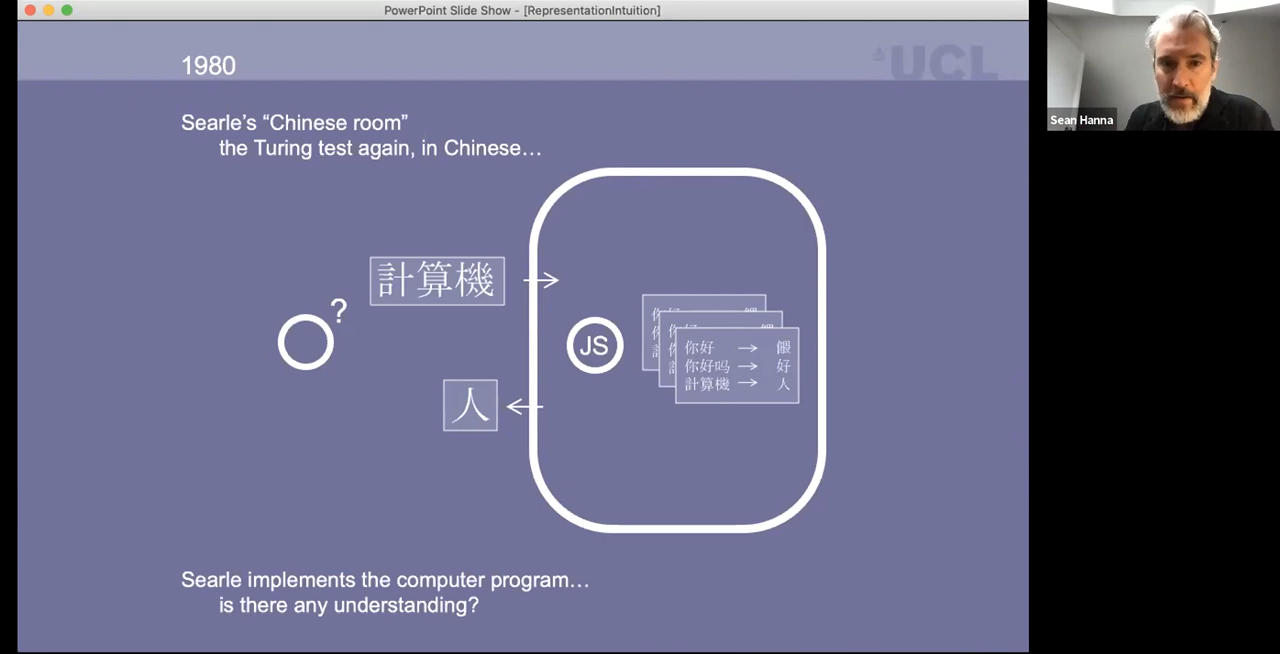 PowerPoint Slide Show - [RepresentationIntuition]
UCL
1980
Sean Hanna
Searle's “Chinese room”
the Turing test again, in Chinese…
計算機
?
JS
你好 → 餵
你好吗 → 好
計算機 → 人
人
Searle implements the computer program…
is there any understanding?